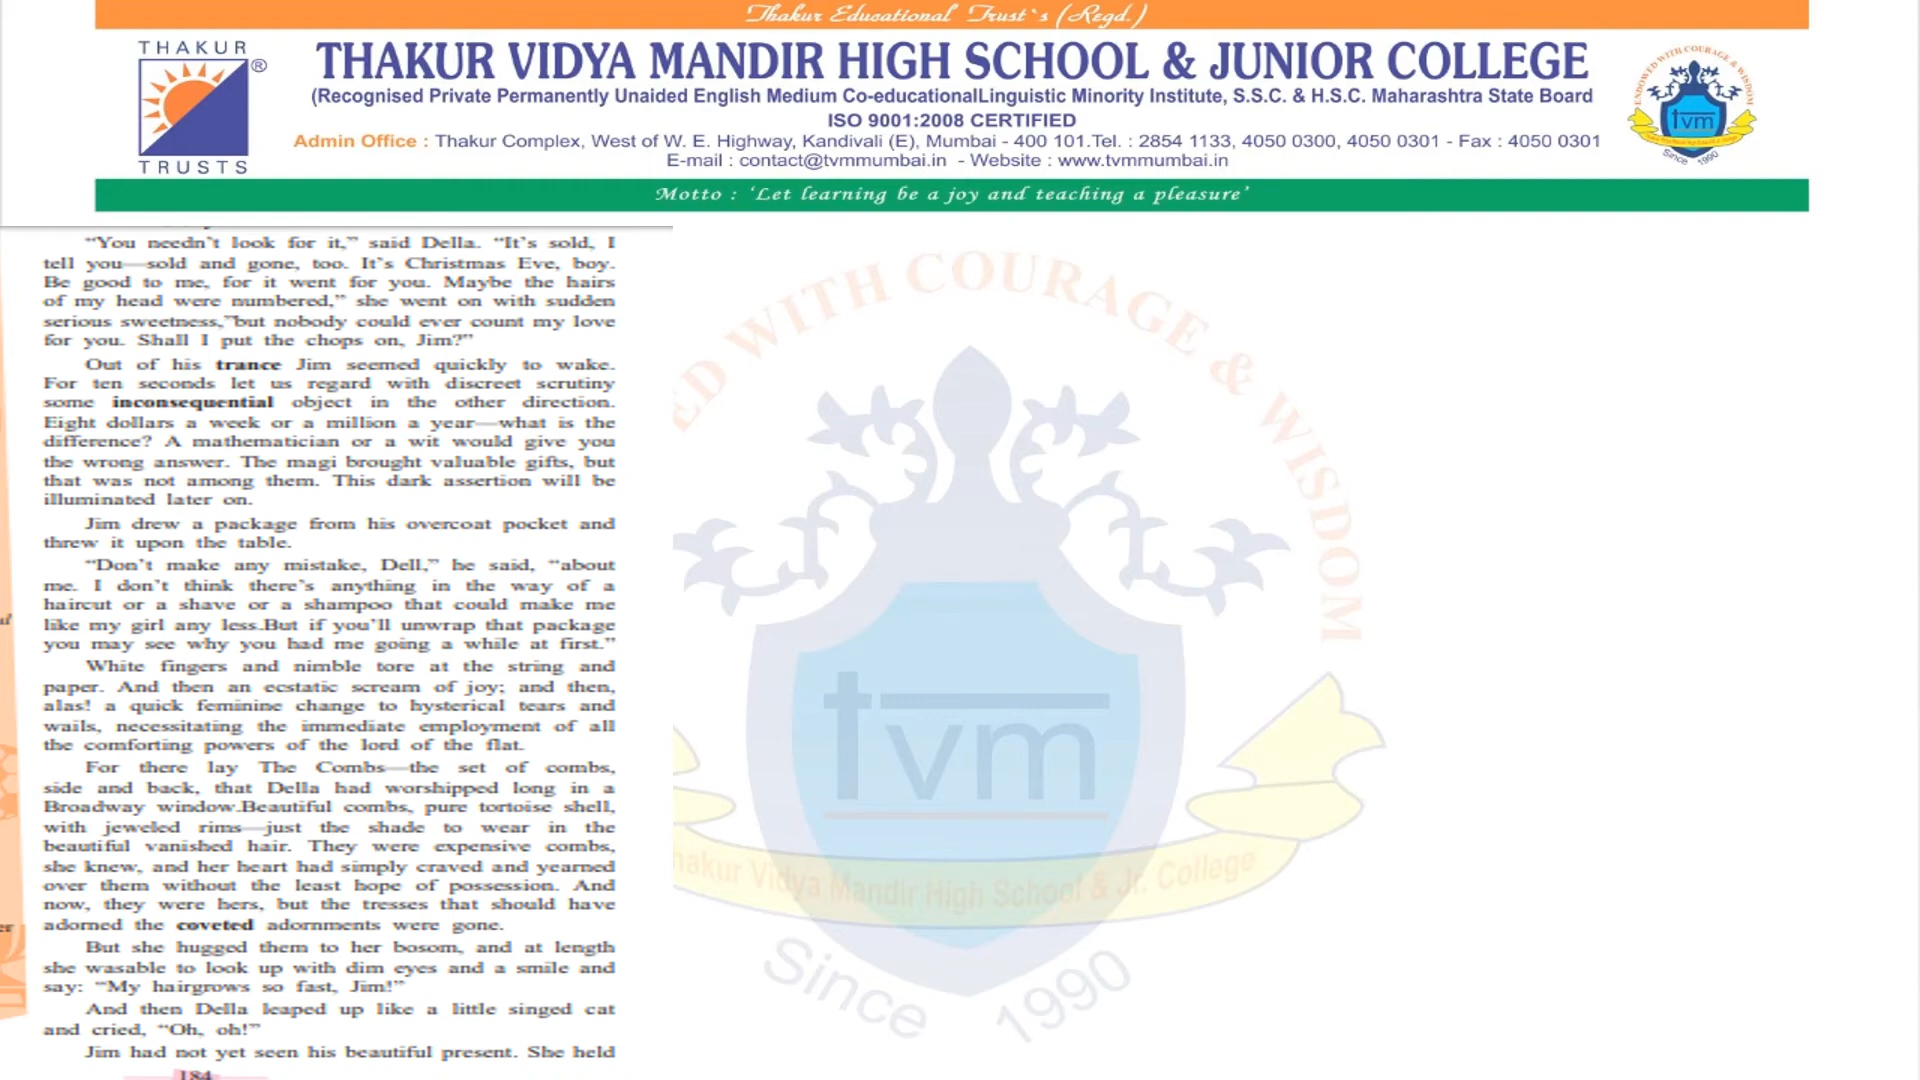 Thakur Educational Trust`s (Regd.)
THAKUR
TRUSTS
®
THAKUR VIDYA MANDIR HIGH SCHOOL & JUNIOR COLLEGE
(Recognised Private Permanently Unaided English Medium Co-educationalLinguistic Minority Institute, S.S.C. & H.S.C. Maharashtra State Board
ISO 9001:2008 CERTIFIED
Admin Office : Thakur Complex, West of W. E. Highway, Kandivali (E), Mumbai - 400 101.Tel. : 2854 1133, 4050 0300, 4050 0301 - Fax : 4050 0301
E-mail : contact@tvmmumbai.in - Website : www.tvmmumbai.in
ENDOWED WITH COURAGE & WISDOM
tvm
Since 1990
Motto : ‘Let learning be a joy and teaching a pleasure’
“You needn’t look for it,” said Della. “It’s sold, I
tell you—sold and gone, too. It’s Christmas Eve, boy.
Be good to me, for it went for you. Maybe the hairs
of my head were numbered,” she went on with sudden
serious sweetness,”but nobody could ever count my love
for you. Shall I put the chops on, Jim?”
Out of his trance Jim seemed quickly to wake.
For ten seconds let us regard with discreet scrutiny
some inconsequential object in the other direction.
Eight dollars a week or a million a year—what is the
difference? A mathematician or a wit would give you
the wrong answer. The magi brought valuable gifts, but
that was not among them. This dark assertion will be
illuminated later on.
Jim drew a package from his overcoat pocket and
threw it upon the table.
“Don’t make any mistake, Dell,” he said, “about
me. I don’t think there’s anything in the way of a
haircut or a shave or a shampoo that could make me
like my girl any less.But if you’ll unwrap that package
you may see why you had me going a while at first.”
White fingers and nimble tore at the string and
paper. And then an ecstatic scream of joy; and then,
alas! a quick feminine change to hysterical tears and
wails, necessitating the immediate employment of all
the comforting powers of the lord of the flat.
For there lay The Combs—the set of combs,
side and back, that Della had worshipped long in a
Broadway window.Beautiful combs, pure tortoise shell,
with jeweled rims—just the shade to wear in the
beautiful vanished hair. They were expensive combs,
she knew, and her heart had simply craved and yearned
over them without the least hope of possession. And
now, they were hers, but the tresses that should have
adorned the coveted adornments were gone.
But she hugged them to her bosom, and at length
she wasable to look up with dim eyes and a smile and
say: “My hairgrows so fast, Jim!”
And then Della leaped up like a little singed cat
and cried, “Oh, oh!”
Jim had not yet seen his beautiful present. She held
184
ED WITH COURAGE & WISDOM
tvm
hakur Vidya Mandir High School & Jr. College
Since 1990